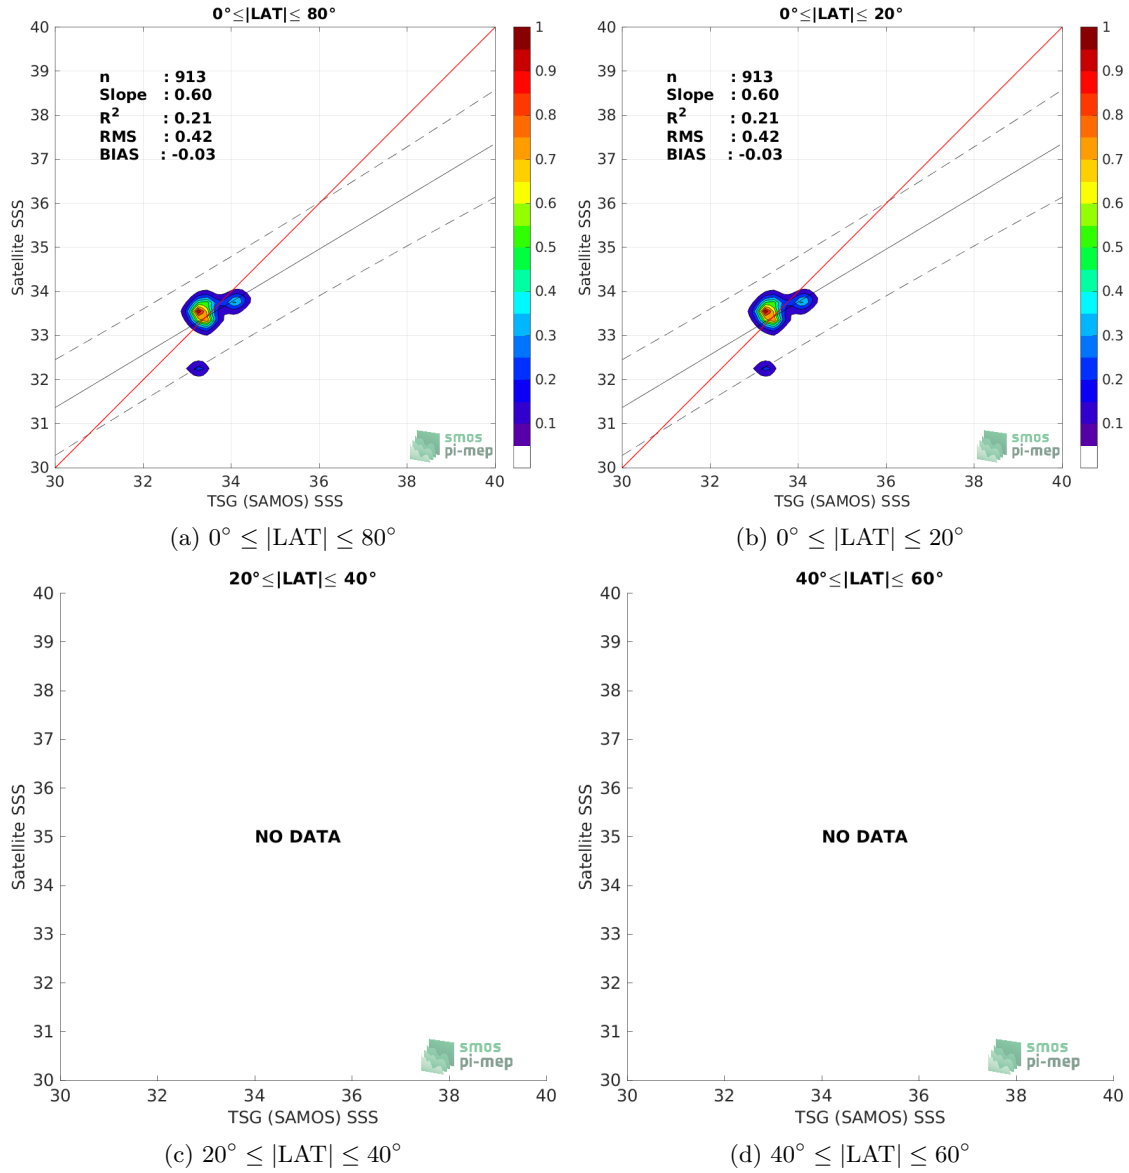 0°≤|LAT|≤ 80°
40
39
38
37
36
35
34
33
32
31
30
Satellite SSS
n : 913
Slope : 0.60
R² : 0.21
RMS : 0.42
BIAS : -0.03
smos
pi-mep
30 32 34 36 38 40
TSG (SAMOS) SSS
1
0.9
0.8
0.7
0.6
0.5
0.4
0.3
0.2
0.1
(a) 0° ≤ |LAT| ≤ 80°
0°≤|LAT|≤ 20°
40
39
38
37
36
35
34
33
32
31
30
Satellite SSS
n : 913
Slope : 0.60
R² : 0.21
RMS : 0.42
BIAS : -0.03
smos
pi-mep
30 32 34 36 38 40
TSG (SAMOS) SSS
1
0.9
0.8
0.7
0.6
0.5
0.4
0.3
0.2
0.1
(b) 0° ≤ |LAT| ≤ 20°
20°≤|LAT|≤ 40°
40
39
38
37
36
35
34
33
32
31
30
Satellite SSS
NO DATA
smos
pi-mep
30 32 34 36 38 40
TSG (SAMOS) SSS
(c) 20° ≤ |LAT| ≤ 40°
40°≤|LAT|≤ 60°
40
39
38
37
36
35
34
33
32
31
30
Satellite SSS
NO DATA
smos
pi-mep
30 32 34 36 38 40
TSG (SAMOS) SSS
(d) 40° ≤ |LAT| ≤ 60°